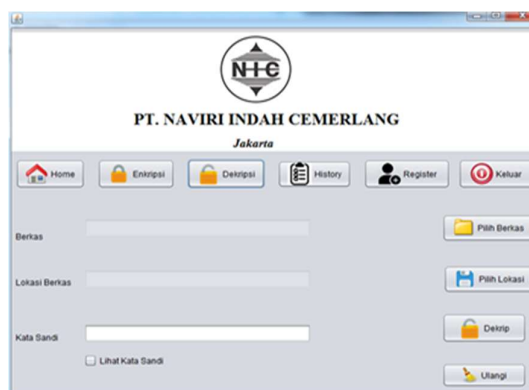 NIC
PT. NAVIRI INDAH CEMERLANG
Jakarta
Home Enkripsi Dekripsi History Register Keluar
Berkas Pilih Berkas
Lokasi Berkas Pilih Lokasi
Kata Sandi Dekrip
Lihat Kata Sandi
Ulangi